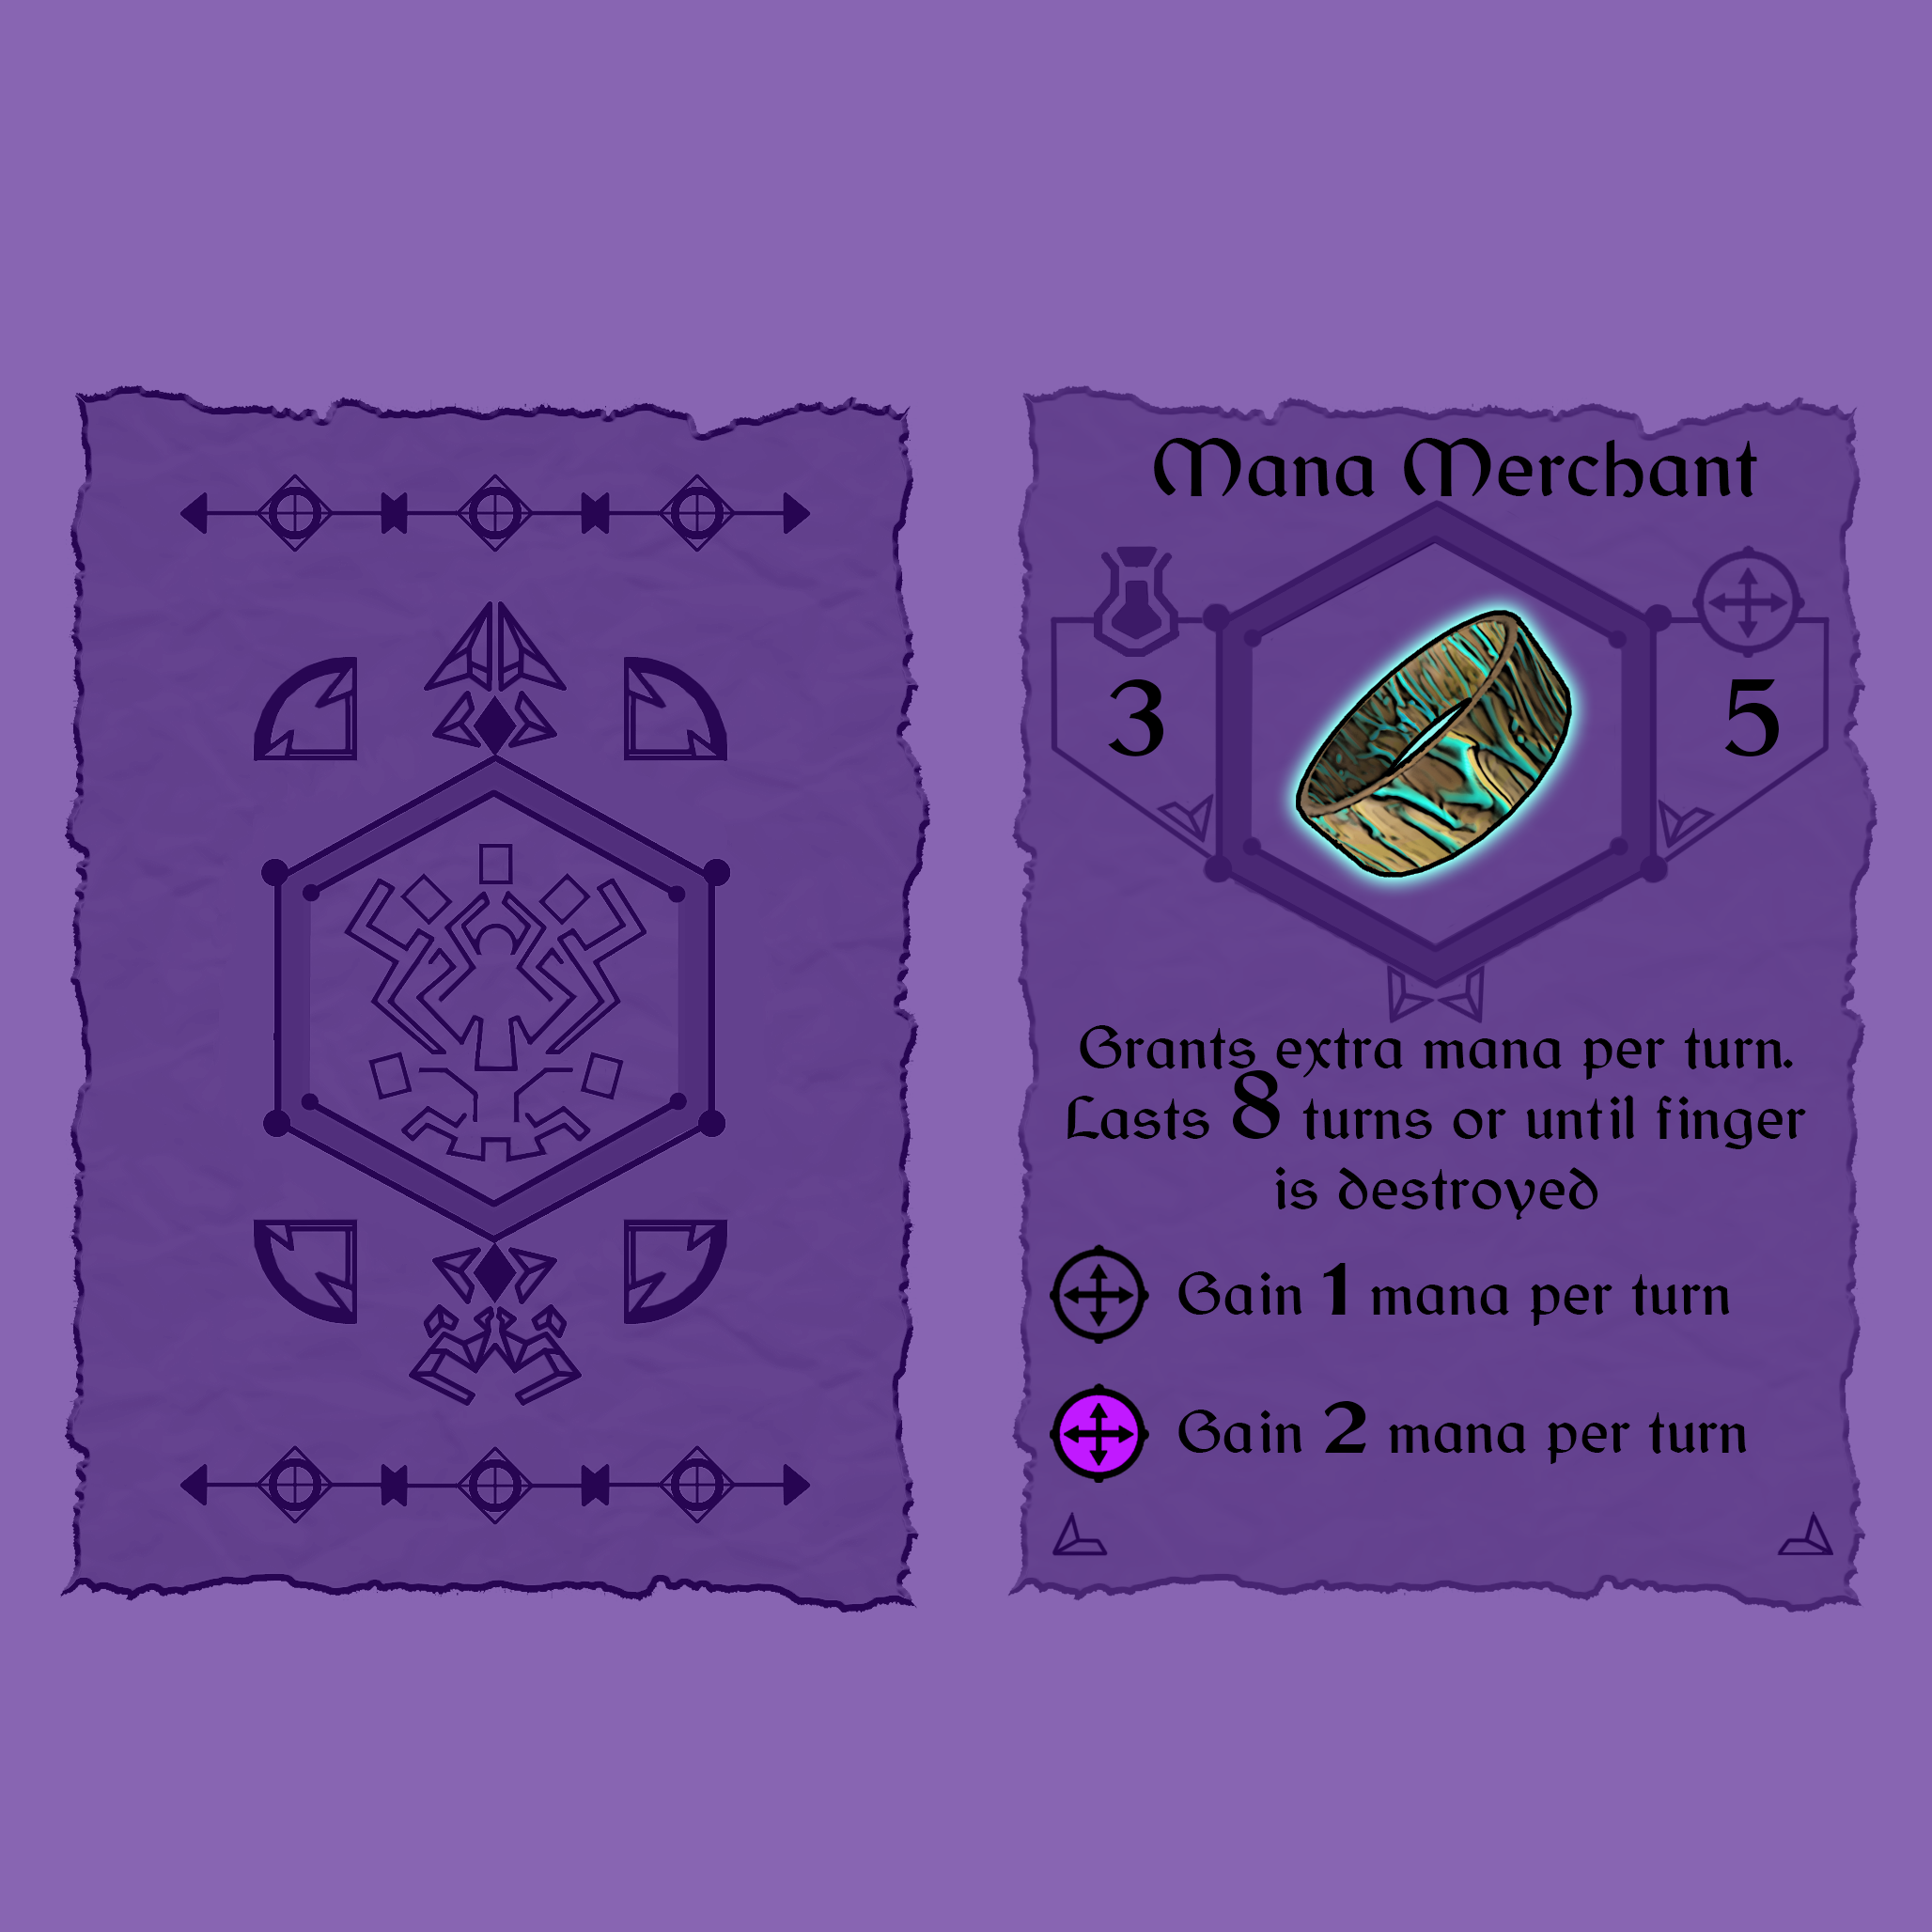 Mana Merchant
3
5
Grants extra mana per turn.
Lasts 8 turns or until finger
is destroyed
Gain 1 mana per turn
Gain 2 mana per turn